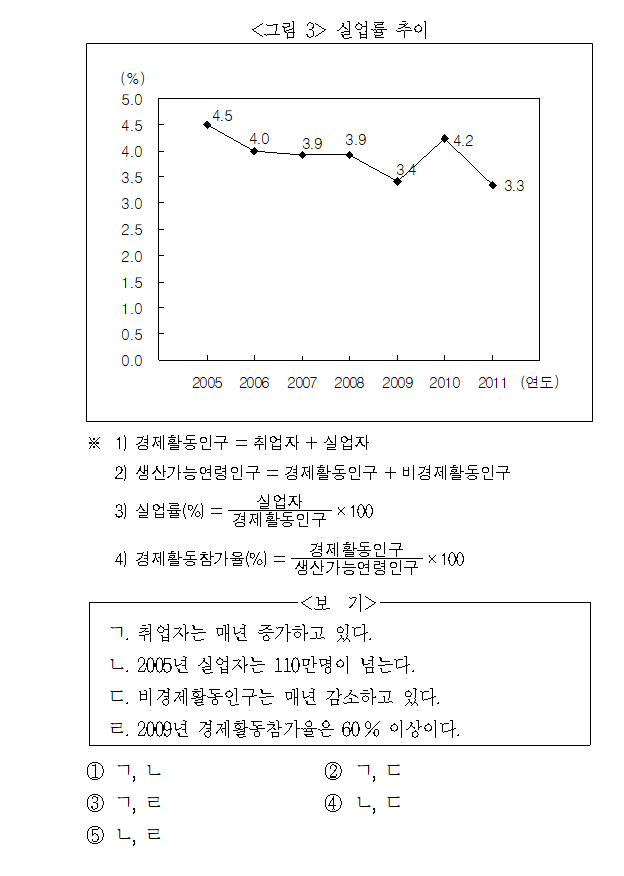 <그림 3> 실업률 추이
(%)
5.0
4.5
4.0
3.5
3.0
2.5
2.0
1.5
1.0
0.5
0.0
4.5
4.0
3.9
3.9
3.4
4.2
3.3
2005 2006 2007 2008 2009 2010 2011 (연도)
※ 1) 경제활동인구 = 취업자 + 실업자
2) 생산가능연령인구 = 경제활동인구 + 비경제활동인구
3) 실업률(%) = 실업자 / 경제활동인구 × 100
4) 경제활동참가율(%) = 경제활동인구 / 생산가능연령인구 × 100
<보 기>
ㄱ. 취업자는 매년 증가하고 있다.
ㄴ. 2005년 실업자는 110만명이 넘는다.
ㄷ. 비경제활동인구는 매년 감소하고 있다.
ㄹ. 2009년 경제활동참가율은 60% 이상이다.
① ㄱ, ㄴ ② ㄱ, ㄷ
③ ㄱ, ㄹ ④ ㄴ, ㄷ
⑤ ㄴ, ㄹ